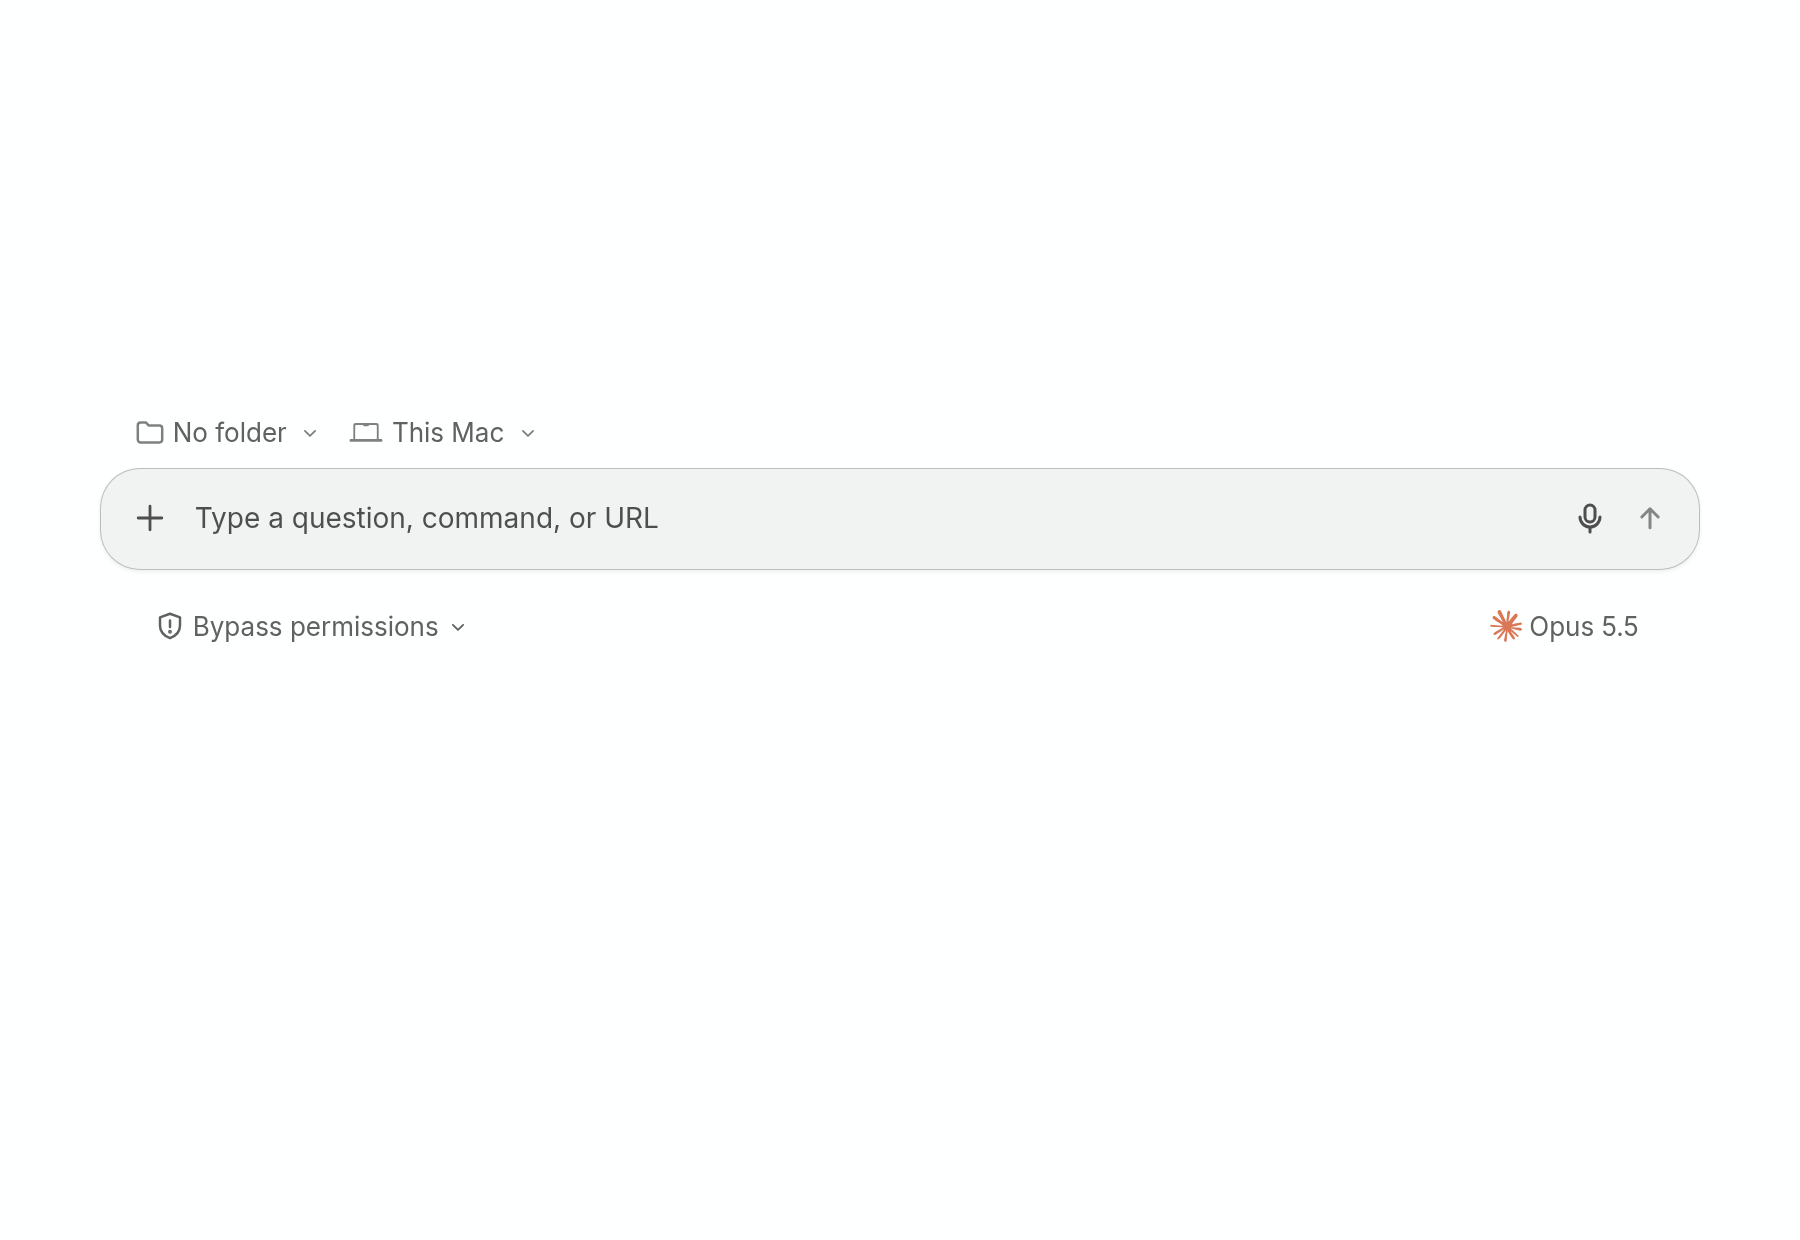 No folder This Mac
Type a question, command, or URL
Bypass permissions Opus 5.5